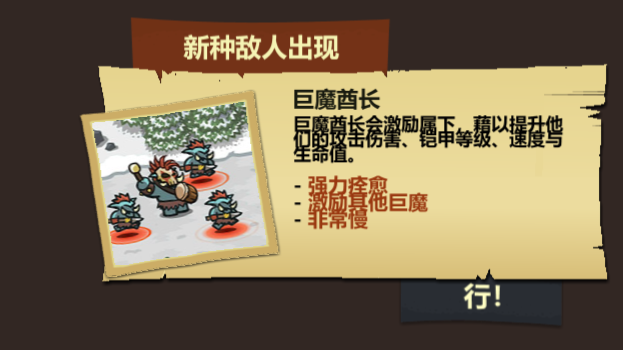 新种敌人出现
巨魔酋长
巨魔酋长会激励属下，藉以提升他
们的攻击伤害、铠甲等级、速度与
生命值。
- 强力痊愈
- 激励其他巨魔
- 非常慢
行！